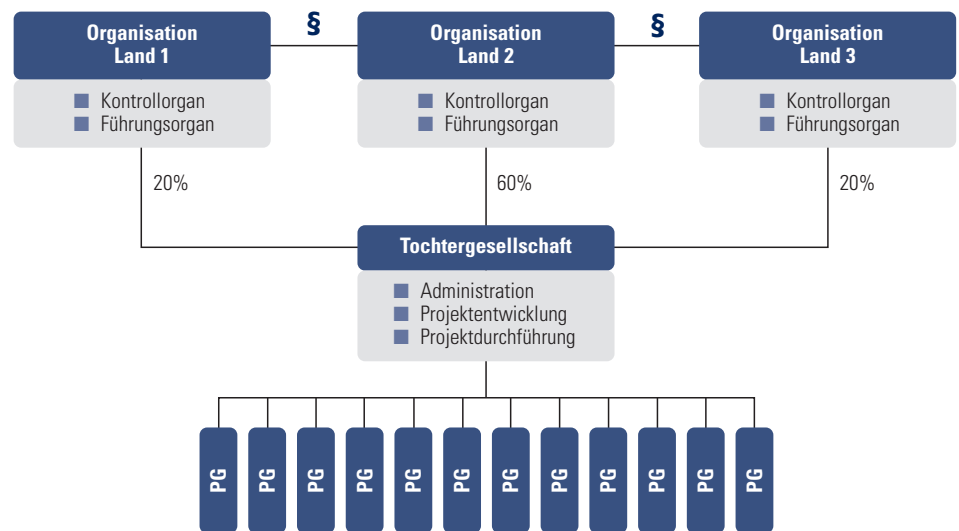 §
§
Organisation
Land 1
Organisation
Land 2
Organisation
Land 3
Kontrollorgan
Führungsorgan
Kontrollorgan
Führungsorgan
Kontrollorgan
Führungsorgan
20%
60%
20%
Tochtergesellschaft
Administration
Projektentwicklung
Projektdurchführung
PG
PG
PG
PG
PG
PG
PG
PG
PG
PG
PG
PG